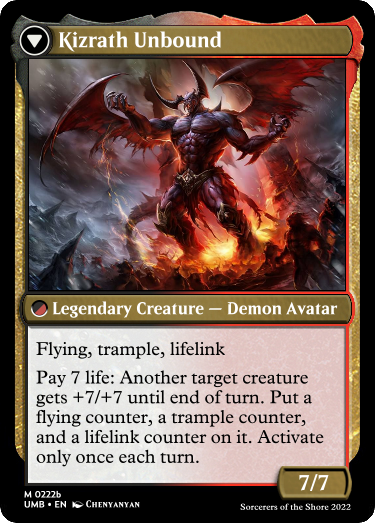 Kizrath Unbound
Legendary Creature — Demon Avatar
Flying, trample, lifelink
Pay 7 life: Another target creature
gets +7/+7 until end of turn. Put a
flying counter, a trample counter,
and a lifelink counter on it. Activate
only once each turn.
7/7
M 0222b
UMB • EN Chenyanyan
Sorcerers of the Shore 2022